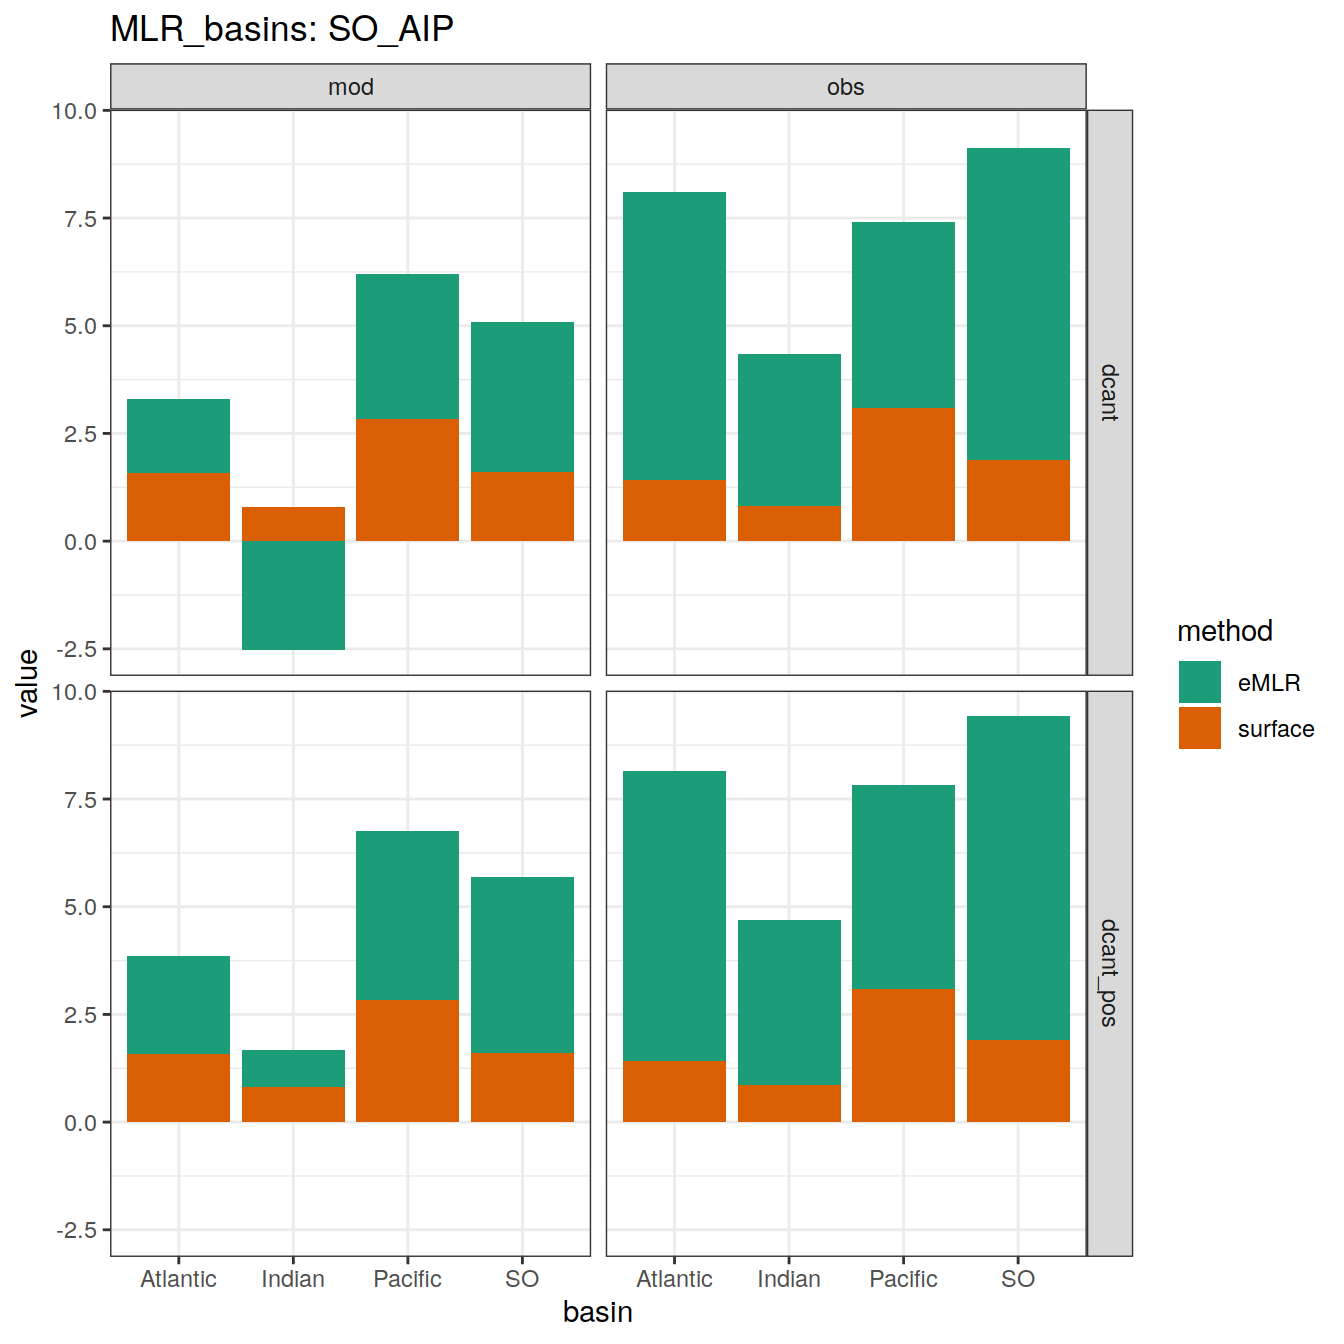 MLR_basins: SO_AIP
mod
obs
10.0
7.5
5.0
2.5
0.0
-2.5
dcant
10.0
7.5
5.0
2.5
0.0
-2.5
dcant_pos
value
Atlantic Indian Pacific SO
Atlantic Indian Pacific SO
basin
method
eMLR
surface